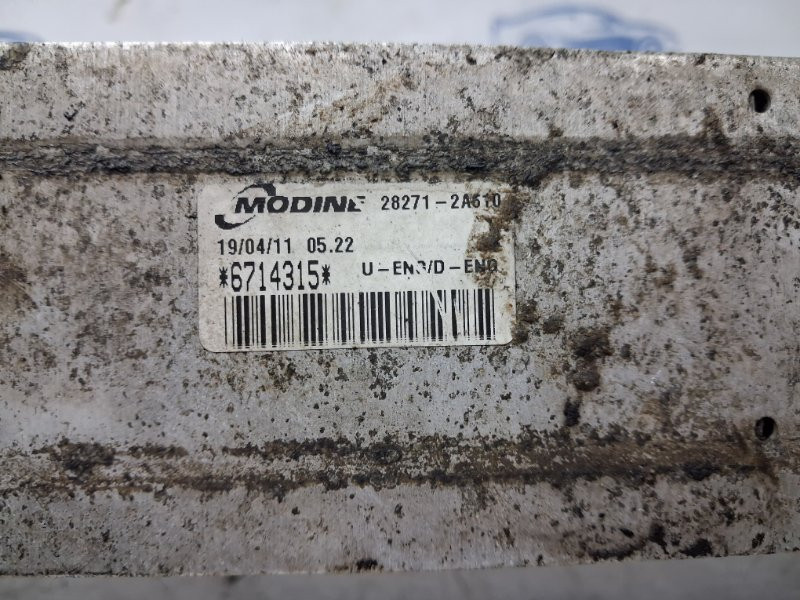 MODINE 28271-2A610
19/04/11 05.22
*6714315* U-ENG/D-ENG